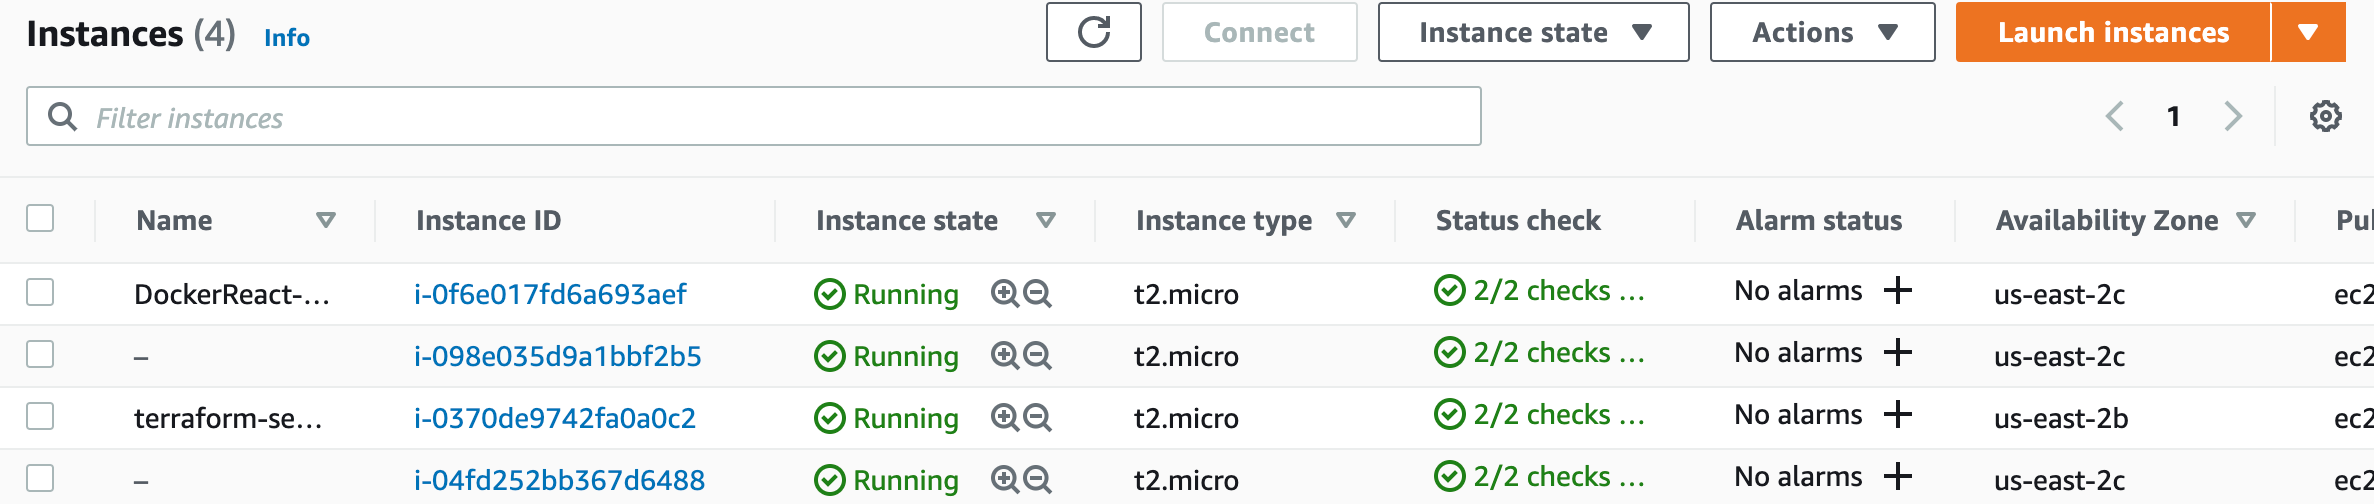 Instances (4) Info Connect Instance state Actions Launch instances
Filter instances 1
Name Instance ID Instance state Instance type Status check Alarm status Availability Zone Pul
DockerReact-... i-0f6e017fd6a693aef Running t2.micro 2/2 checks ... No alarms + us-east-2c ec2
– i-098e035d9a1bbf2b5 Running t2.micro 2/2 checks ... No alarms + us-east-2c ec2
terraform-se... i-0370de9742fa0a0c2 Running t2.micro 2/2 checks ... No alarms + us-east-2b ec2
– i-04fd252bb367d6488 Running t2.micro 2/2 checks ... No alarms + us-east-2c ec2